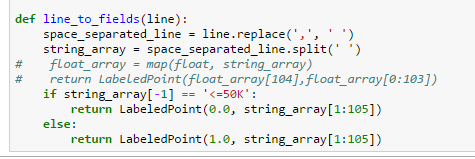 def line_to_fields(line):
    space_separated_line = line.replace(',', ' ')
    string_array = space_separated_line.split(' ')
#    float_array = map(float, string_array)
#    return LabeledPoint(float_array[104],float_array[0:103])
    if string_array[-1] == '<=50K':
        return LabeledPoint(0.0, string_array[1:105])
    else:
        return LabeledPoint(1.0, string_array[1:105])